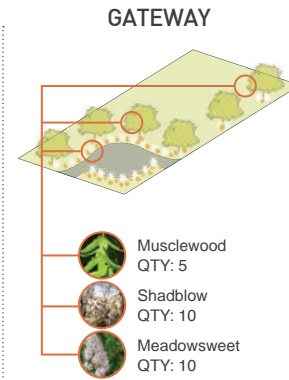 GATEWAY
Musclewood
QTY: 5
Shadblow
QTY: 10
Meadowsweet
QTY: 10